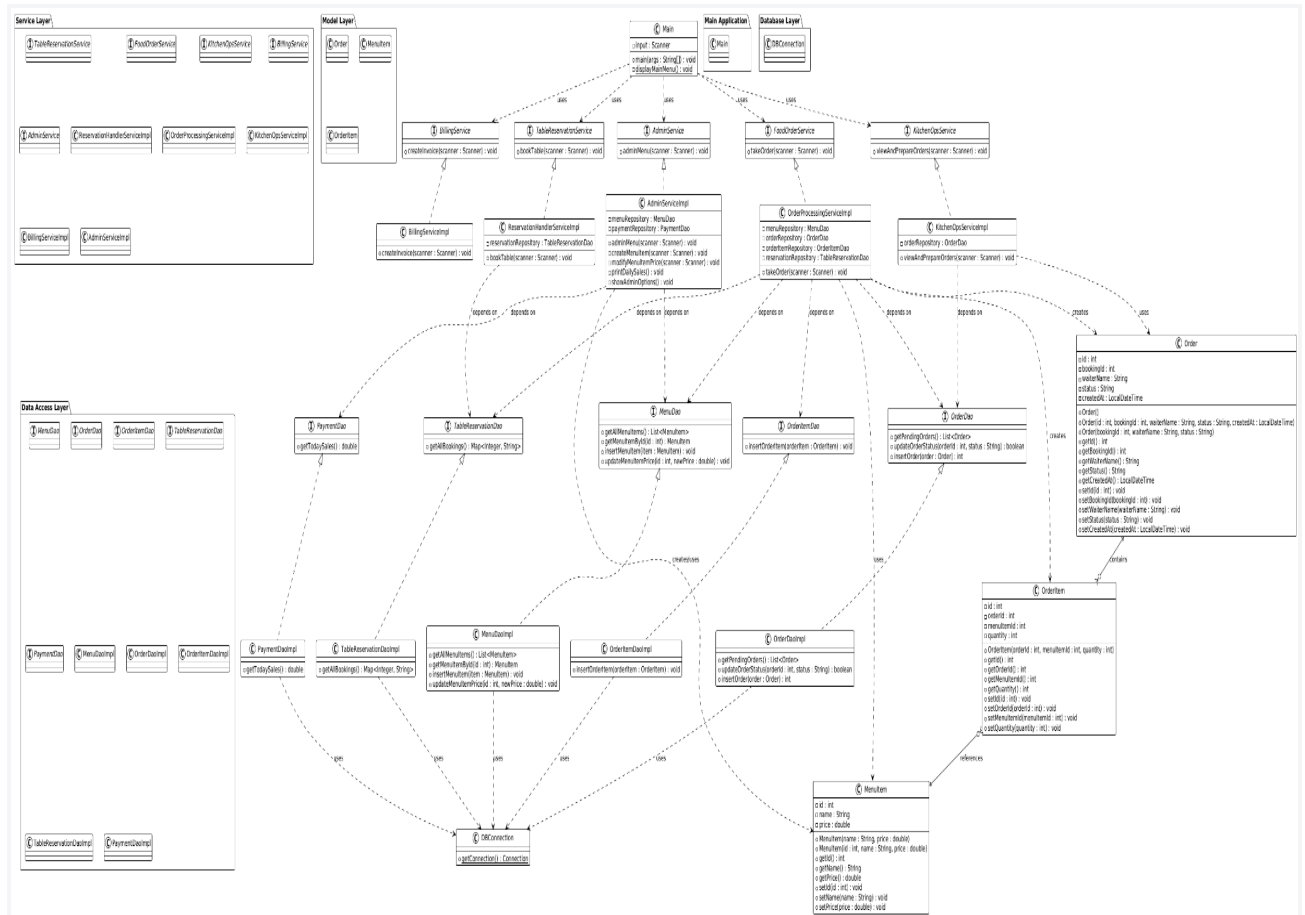 Service Layer
TableReservationService
FoodOrderService
KitchenOpsService
BillingService
AdminService
ReservationHandlerServiceImpl
OrderProcessingServiceImpl
KitchenOpsServiceImpl
BillingServiceImpl
AdminServiceImpl
Model Layer
Order
MenuItem
OrderItem
Main
input : Scanner
main(args : String[]) : void
displayMainMenu() : void
Main Application
Main
Database Layer
DBConnection
uses
uses
uses
uses
uses
BillingService
createInvoice(scanner : Scanner) : void
TableReservationService
bookTable(scanner : Scanner) : void
AdminService
adminMenu(scanner : Scanner) : void
FoodOrderService
takeOrder(scanner : Scanner) : void
KitchenOpsService
viewAndPrepareOrders(scanner : Scanner) : void
BillingServiceImpl
createInvoice(scanner : Scanner) : void
ReservationHandlerServiceImpl
reservationRepository : TableReservationDao
bookTable(scanner : Scanner) : void
AdminServiceImpl
menuRepository : MenuDao
paymentRepository : PaymentDao
adminMenu(scanner : Scanner) : void
createMenuItem(scanner : Scanner) : void
modifyMenuItemPrice(scanner : Scanner) : void
printDailySales() : void
showAdminOptions() : void
OrderProcessingServiceImpl
menuRepository : MenuDao
orderRepository : OrderDao
orderItemRepository : OrderItemDao
reservationRepository : TableReservationDao
takeOrder(scanner : Scanner) : void
KitchenOpsServiceImpl
orderRepository : OrderDao
viewAndPrepareOrders(scanner : Scanner) : void
depends on
depends on
depends on
depends on
depends on
depends on
depends on
depends on
creates
uses
Order
id : int
bookingId : int
waiterName : String
status : String
createdAt : LocalDateTime
Order()
Order(id : int, bookingId : int, waiterName : String, status : String, createdAt : LocalDateTime)
Order(bookingId : int, waiterName : String, status : String)
getId() : int
getBookingId() : int
getWaiterName() : String
getStatus() : String
getCreatedAt() : LocalDateTime
setId(id : int) : void
setBookingId(bookingId : int) : void
setWaiterName(waiterName : String) : void
setStatus(status : String) : void
setCreatedAt(createdAt : LocalDateTime) : void
Data Access Layer
MenuDao
OrderDao
OrderItemDao
TableReservationDao
PaymentDao
MenuDaoImpl
OrderDaoImpl
OrderItemDaoImpl
TableReservationDaoImpl
PaymentDaoImpl
PaymentDao
getTodaySales() : double
TableReservationDao
getAllBookings() : Map<Integer, String>
MenuDao
getAllMenuItems() : List<MenuItem>
getMenuItemById(id : int) : MenuItem
insertMenuItem(item : MenuItem) : void
updateMenuItemPrice(id : int, newPrice : double) : void
OrderItemDao
insertOrderItem(orderItem : OrderItem) : void
OrderDao
getPendingOrders() : List<Order>
updateOrderStatus(orderId : int, status : String) : boolean
insertOrder(order : Order) : int
creates
creates/uses
uses
contains
OrderItem
id : int
orderId : int
menuItemId : int
quantity : int
OrderItem(orderId : int, menuItemId : int, quantity : int)
getId() : int
getOrderId() : int
getMenuItemId() : int
getQuantity() : int
setId(id : int) : void
setOrderId(orderId : int) : void
setMenuItemId(menuItemId : int) : void
setQuantity(quantity : int) : void
PaymentDaoImpl
getTodaySales() : double
TableReservationDaoImpl
getAllBookings() : Map<Integer, String>
MenuDaoImpl
getAllMenuItems() : List<MenuItem>
getMenuItemById(id : int) : MenuItem
insertMenuItem(item : MenuItem) : void
updateMenuItemPrice(id : int, newPrice : double) : void
OrderItemDaoImpl
insertOrderItem(orderItem : OrderItem) : void
OrderDaoImpl
getPendingOrders() : List<Order>
updateOrderStatus(orderId : int, status : String) : boolean
insertOrder(order : Order) : int
uses
uses
uses
uses
uses
references
DBConnection
getConnection() : Connection
MenuItem
id : int
name : String
price : double
MenuItem(name : String, price : double)
MenuItem(id : int, name : String, price : double)
getId() : int
getName() : String
getPrice() : double
setId(id : int) : void
setName(name : String) : void
setPrice(price : double) : void